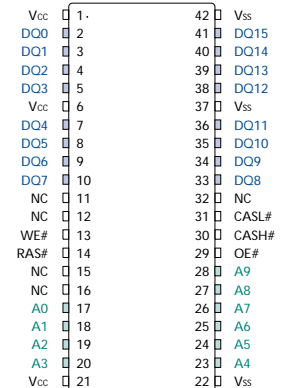 Vcc 1 42 Vss
DQ0 2 41 DQ15
DQ1 3 40 DQ14
DQ2 4 39 DQ13
DQ3 5 38 DQ12
Vcc 6 37 Vss
DQ4 7 36 DQ11
DQ5 8 35 DQ10
DQ6 9 34 DQ9
DQ7 10 33 DQ8
NC 11 32 NC
NC 12 31 CASL#
WE# 13 30 CASH#
RAS# 14 29 OE#
NC 15 28 A9
NC 16 27 A8
A0 17 26 A7
A1 18 25 A6
A2 19 24 A5
A3 20 23 A4
Vcc 21 22 Vss